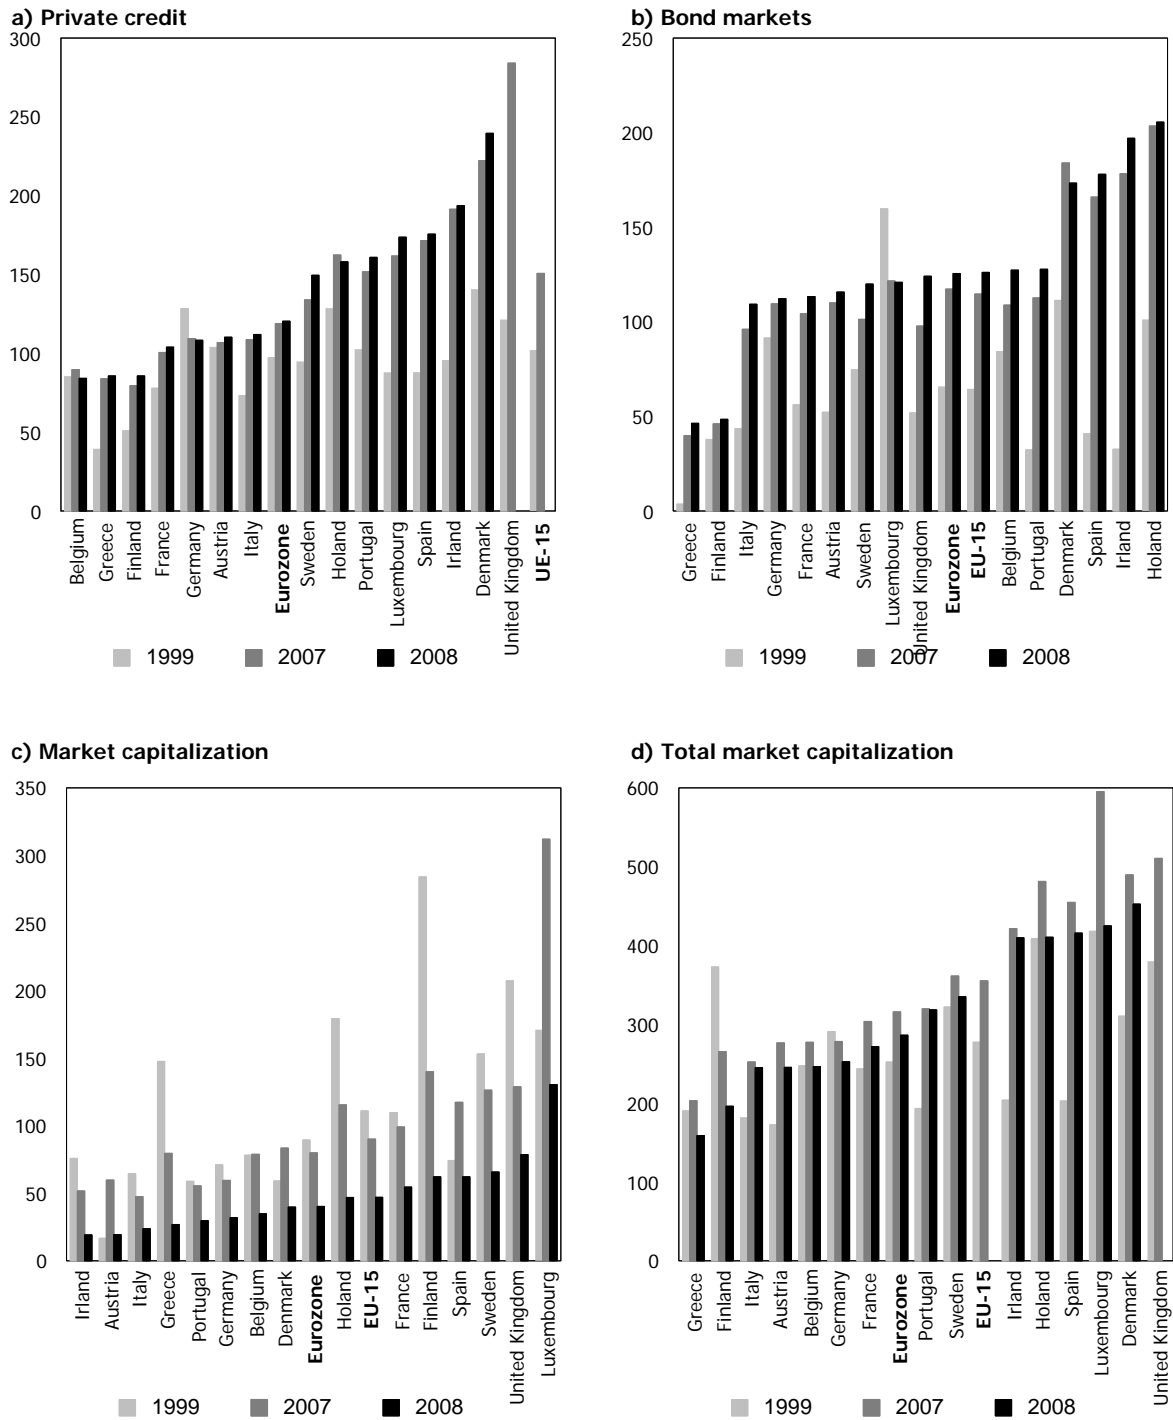 a) Private credit
300
250
200
150
100
50
0
Belgium
Greece
Finland
France
Germany
Austria
Italy
Eurozone
Sweden
Holand
Portugal
Luxembourg
Spain
Irland
Denmark
United Kingdom
UE-15
1999 2007 2008
b) Bond markets
250
200
150
100
50
0
Greece
Finland
Italy
Germany
France
Austria
Sweden
Luxembourg
United Kingdom
Eurozone
EU-15
Belgium
Portugal
Denmark
Spain
Irland
Holand
1999 2007 2008
c) Market capitalization
350
300
250
200
150
100
50
0
Irland
Austria
Italy
Greece
Portugal
Germany
Belgium
Denmark
Eurozone
Holand
EU-15
France
Finland
Spain
Sweden
United Kingdom
Luxembourg
1999 2007 2008
d) Total market capitalization
600
500
400
300
200
100
0
Greece
Finland
Italy
Austria
Belgium
Germany
France
Eurozone
Portugal
Sweden
EU-15
Irland
Holand
Spain
Luxembourg
Denmark
United Kingdom
1999 2007 2008